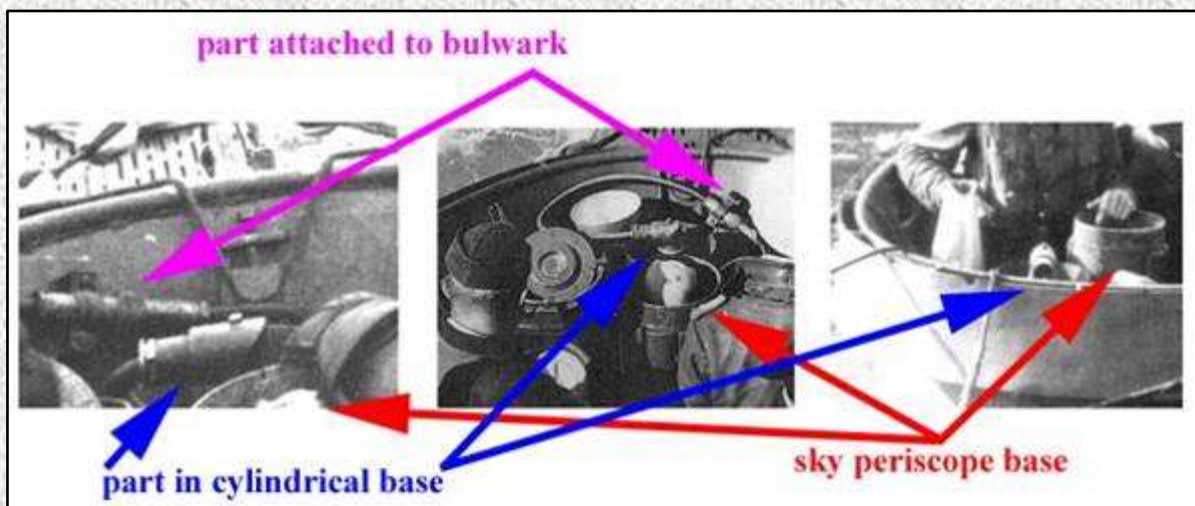 part attached to bulwark
sky periscope base
part in cylindrical base